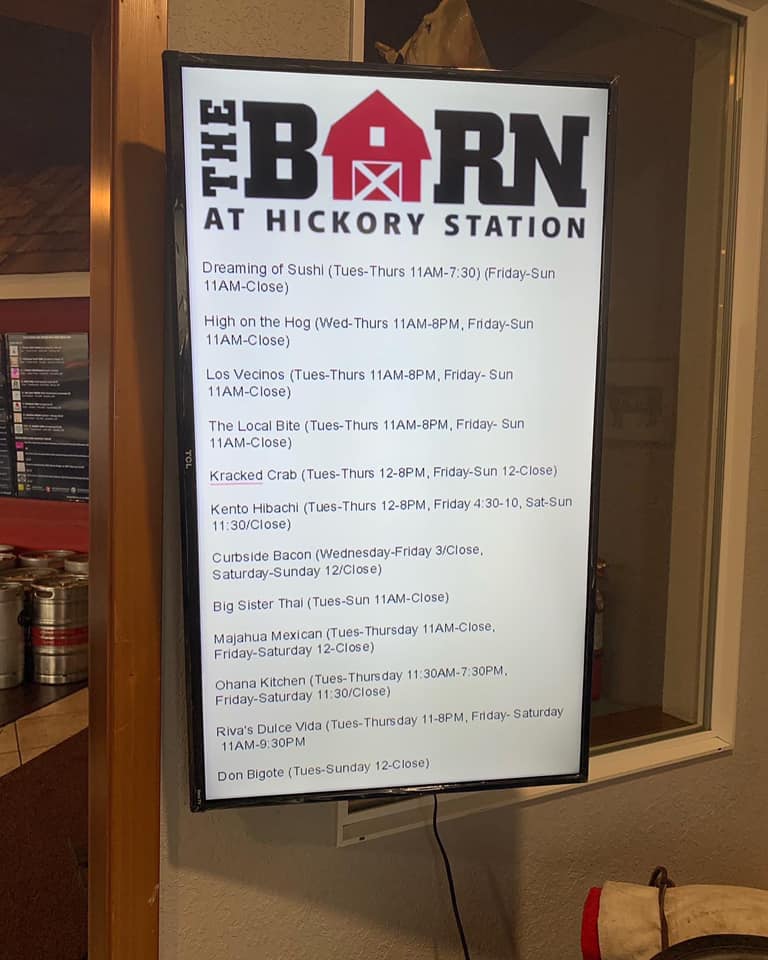 THE BARN
AT HICKORY STATION
Dreaming of Sushi (Tues-Thurs 11AM-7:30) (Friday-Sun
11AM-Close)
High on the Hog (Wed-Thurs 11AM-8PM, Friday-Sun
11AM-Close)
Los Vecinos (Tues-Thurs 11AM-8PM, Friday- Sun
11AM-Close)
The Local Bite (Tues-Thurs 11AM-8PM, Friday- Sun
11AM-Close)
Kracked Crab (Tues-Thurs 12-8PM, Friday-Sun 12-Close)
Kento Hibachi (Tues-Thurs 12-8PM, Friday 4:30-10, Sat-Sun
11:30/Close)
Curbside Bacon (Wednesday-Friday 3/Close,
Saturday-Sunday 12/Close)
Big Sister Thai (Tues-Sun 11AM-Close)
Majahua Mexican (Tues-Thursday 11AM-Close,
Friday-Saturday 12-Close)
Ohana Kitchen (Tues-Thursday 11:30AM-7:30PM,
Friday-Saturday 11:30/Close)
Riva's Dulce Vida (Tues-Thursday 11-8PM, Friday- Saturday
11AM-9:30PM
Don Bigote (Tues-Sunday 12-Close)
TCL